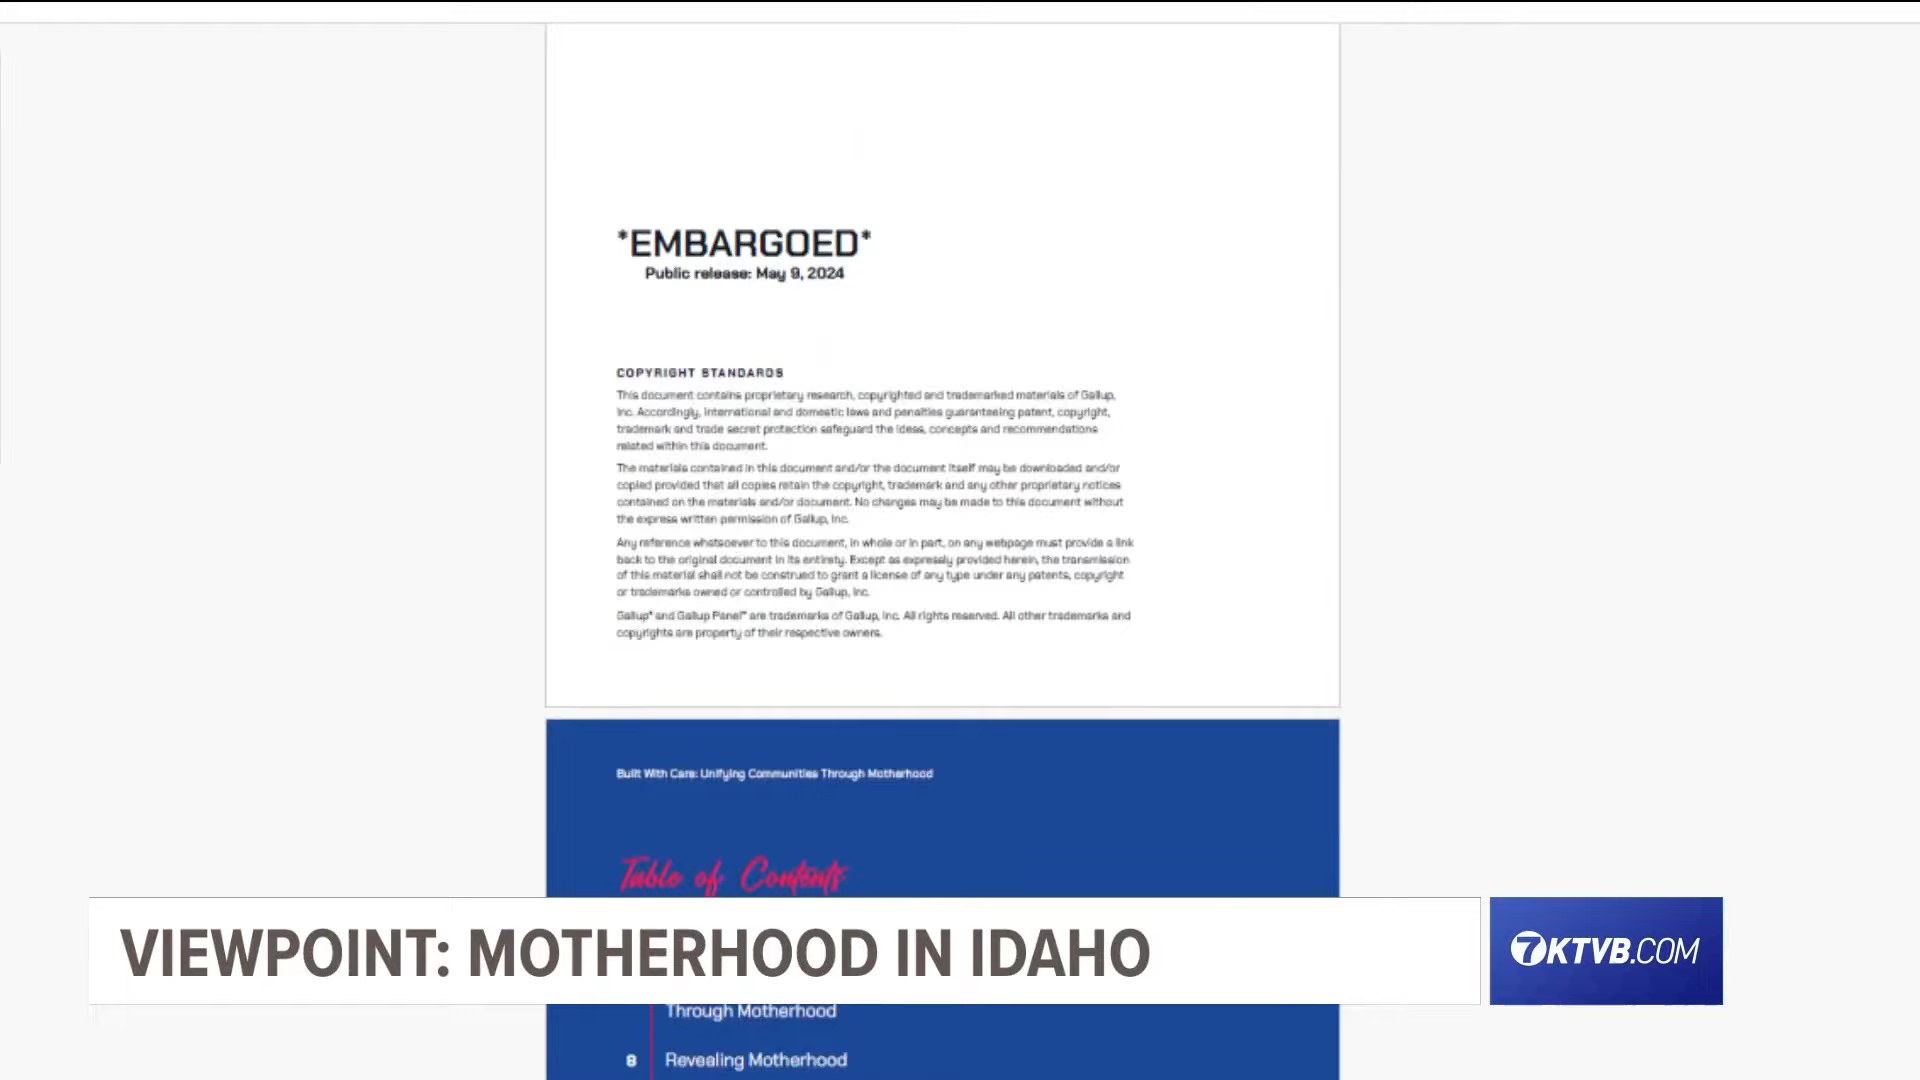 *EMBARGOED*
Public release: May 9, 2024
COPYRIGHT STANDARDS
This document contains proprietary research, copyrighted and trademarked materials of Gallup,
Inc. Accordingly, international and domestic laws and penalties guaranteeing patent, copyright,
trademark and trade secret protection safeguard the ideas, concepts and recommendations
related within this document.
The materials contained in this document and/or the document itself may be downloaded and/or
copied provided that all copies retain the copyright, trademark and any other proprietary notices
contained on the materials and/or document. No changes may be made to this document without
the express written permission of Gallup, Inc.
Any reference whatsoever to this document, in whole or in part, on any webpage must provide a link
back to the original document in its entirety. Except as expressly provided herein, the transmission
of this material shall not be construed to grant a license of any type under any patents, copyright
or trademarks owned or controlled by Gallup, Inc.
Gallup® and Gallup Panel™ are trademarks of Gallup, Inc. All rights reserved. All other trademarks and
copyrights are property of their respective owners.
Built With Care: Unifying Communities Through Motherhood
Table of Contents
VIEWPOINT: MOTHERHOOD IN IDAHO
7KTVB.COM
Through Motherhood
8 Revealing Motherhood